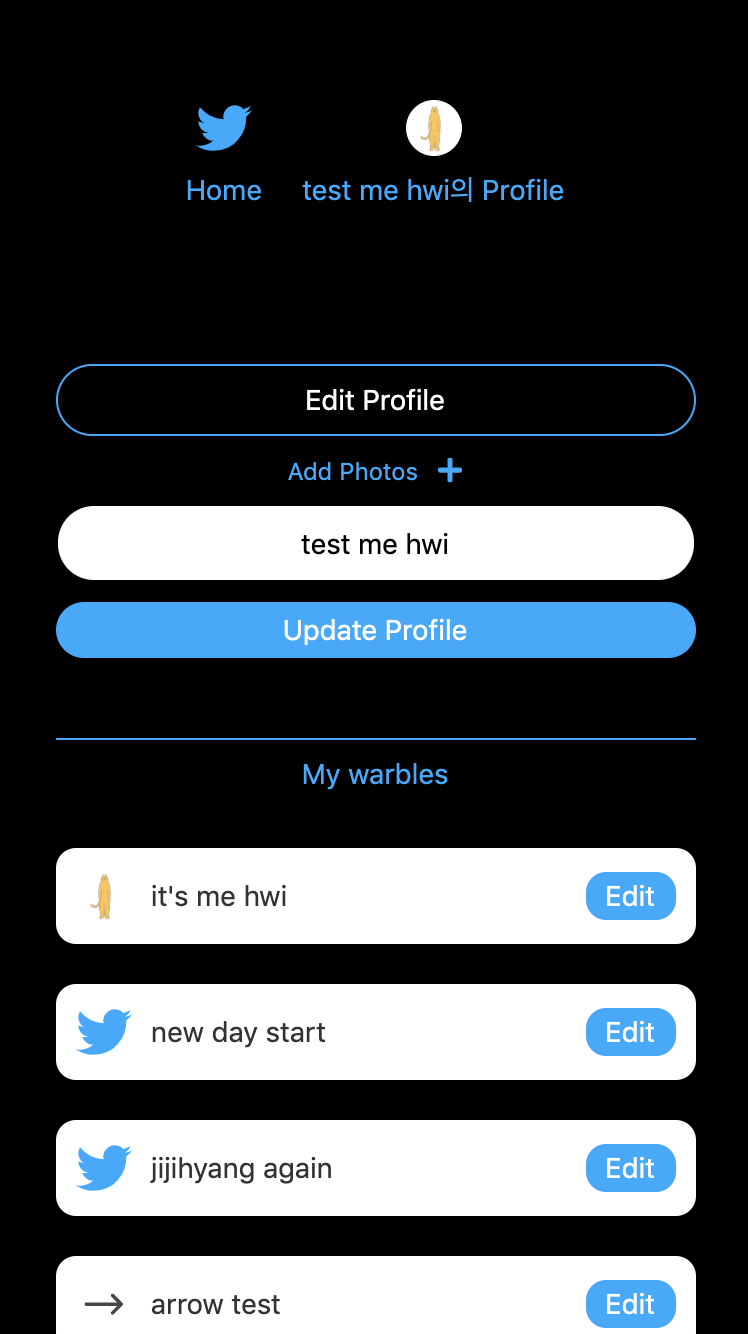 Home
test me hwi의 Profile
Edit Profile
Add Photos
test me hwi
Update Profile
My warbles
it's me hwi
Edit
new day start
Edit
jijihyang again
Edit
arrow test
Edit